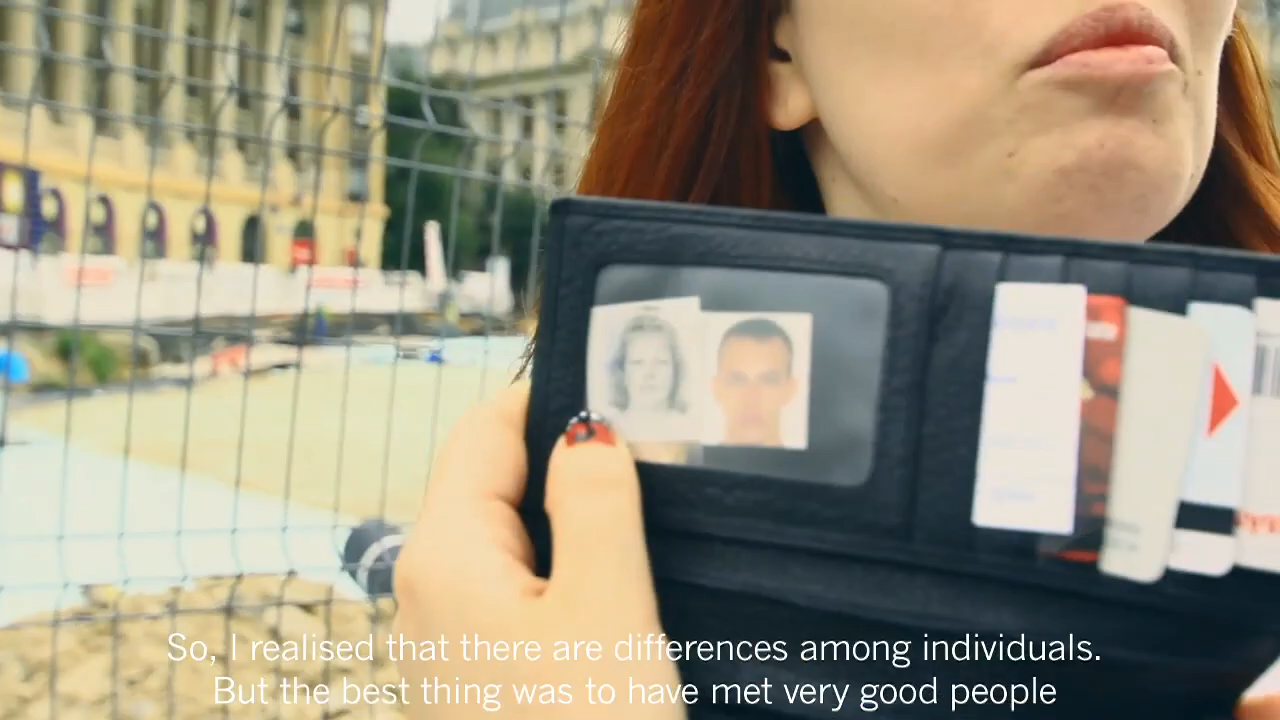 So, I realised that there are differences among individuals.
But the best thing was to have met very good people